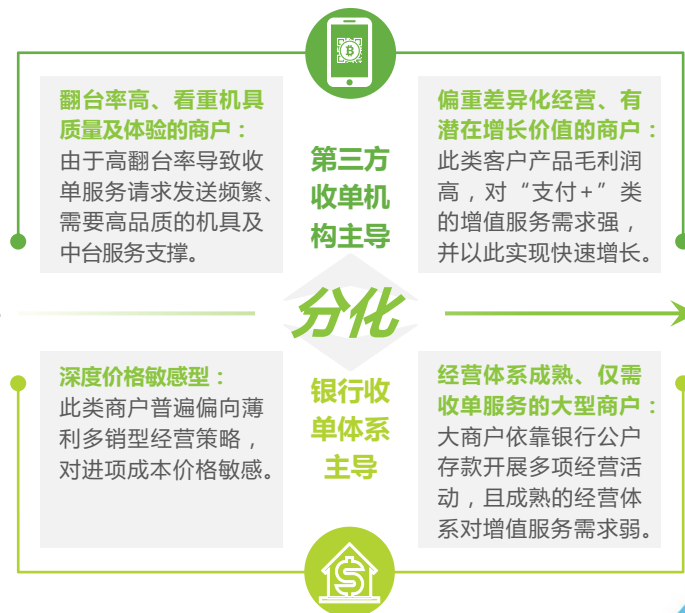 翻台率高、看重机具
质量及体验的商户：
由于高翻台率导致收
单服务请求发送频繁、
需要高品质的机具及
中台服务支撑。
第三方
收单机
构主导
偏重差异化经营、有
潜在增长价值的商户：
此类客户产品毛利润
高，对“支付+”类
的增值服务需求强，
并以此实现快速增长。
分化
深度价格敏感型：
此类商户普遍偏向薄
利多销型经营策略，
对进项成本价格敏感。
银行收
单体系
主导
经营体系成熟、仅需
收单服务的大型商户：
大商户依靠银行公户
存款开展多项经营活
动，且成熟的经营体
系对增值服务需求弱。